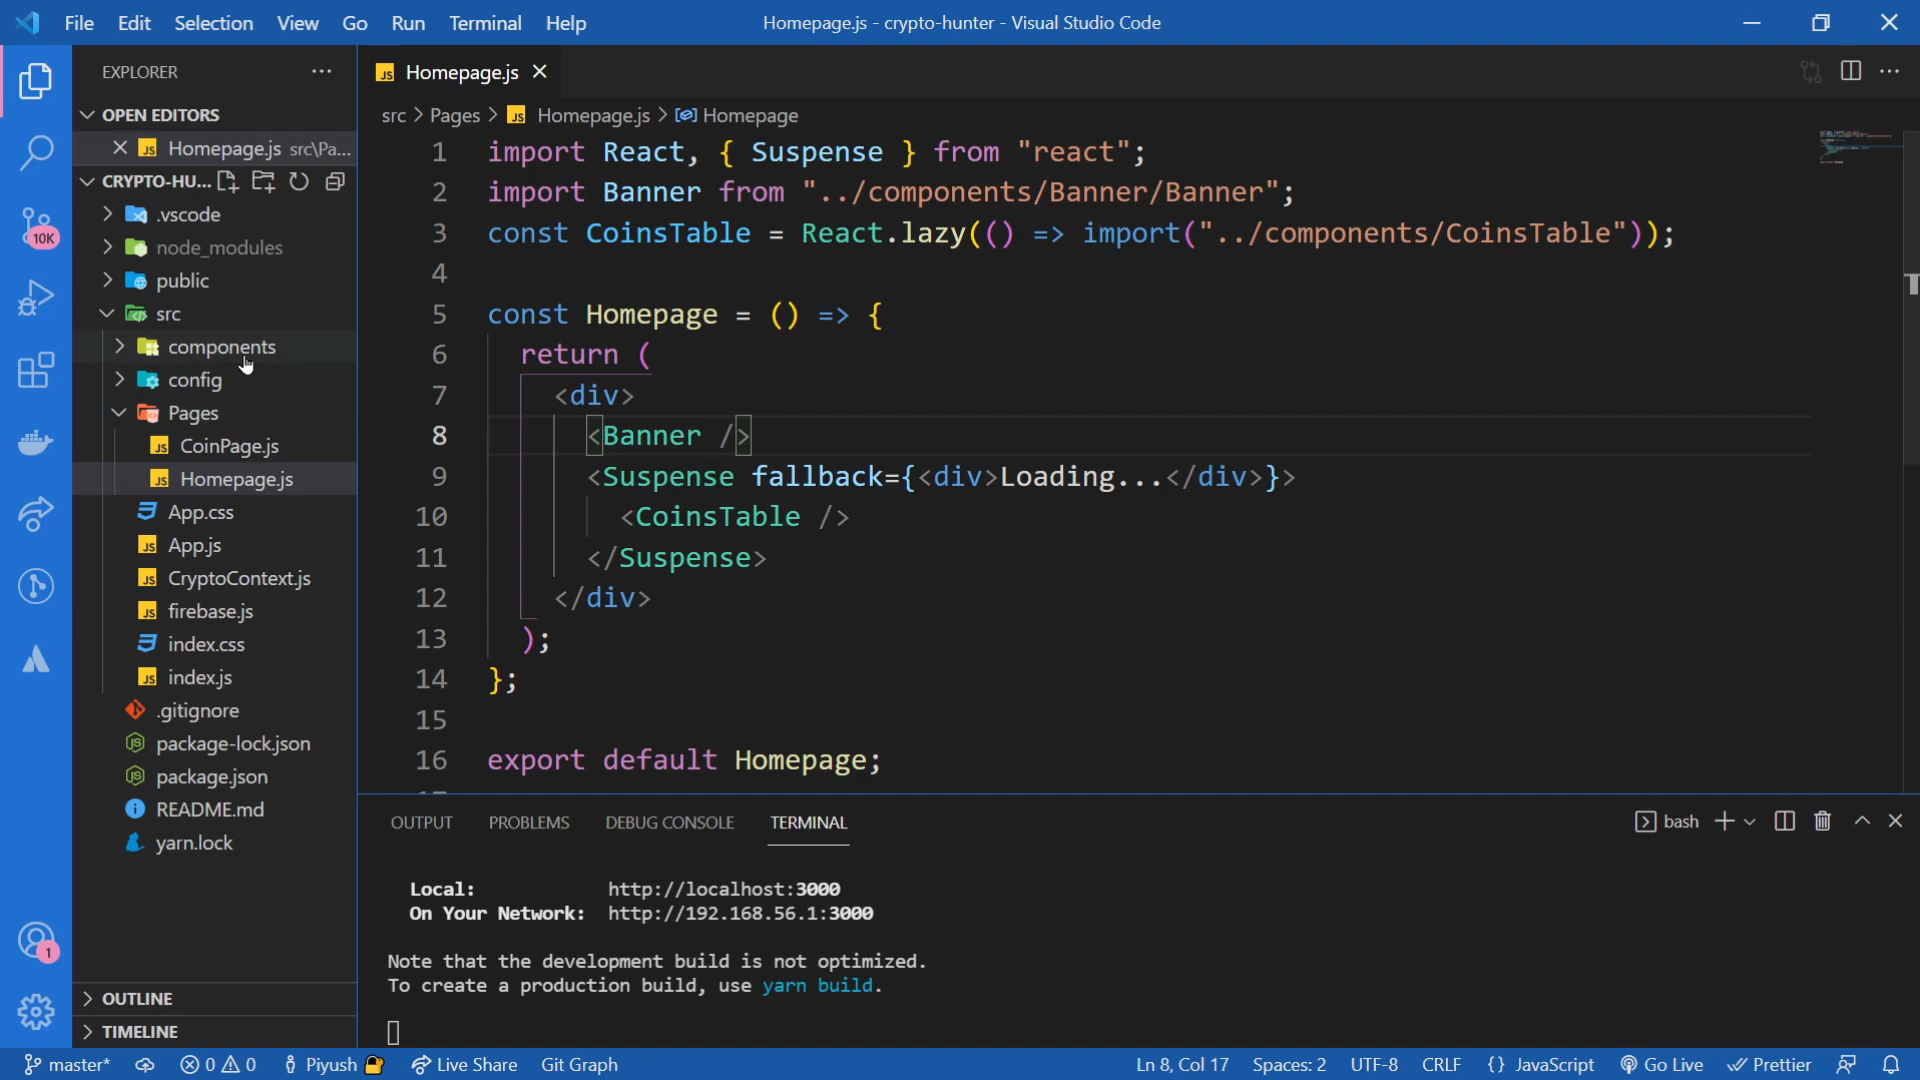 File Edit Selection View Go Run Terminal Help
Homepage.js - crypto-hunter - Visual Studio Code
EXPLORER
OPEN EDITORS
Homepage.js src\Pa...
CRYPTO-HU...
.vscode
node_modules
public
src
components
config
Pages
CoinPage.js
Homepage.js
App.css
App.js
CryptoContext.js
firebase.js
index.css
index.js
.gitignore
package-lock.json
package.json
README.md
yarn.lock
OUTLINE
TIMELINE
10K
1
Homepage.js
src > Pages > Homepage.js > Homepage
1 import React, { Suspense } from "react";
2 import Banner from "../components/Banner/Banner";
3 const CoinsTable = React.lazy(() => import("../components/CoinsTable"));
4
5 const Homepage = () => {
6 return (
7 <div>
8 <Banner />
9 <Suspense fallback={<div>Loading...</div>}>
10 <CoinsTable />
11 </Suspense>
12 </div>
13 );
14 };
15
16 export default Homepage;
OUTPUT PROBLEMS DEBUG CONSOLE TERMINAL
bash
Local: http://localhost:3000
On Your Network: http://192.168.56.1:3000
Note that the development build is not optimized.
To create a production build, use yarn build.
master* 0 0 Piyush Live Share Git Graph
Ln 8, Col 17 Spaces: 2 UTF-8 CRLF {} JavaScript Go Live Prettier